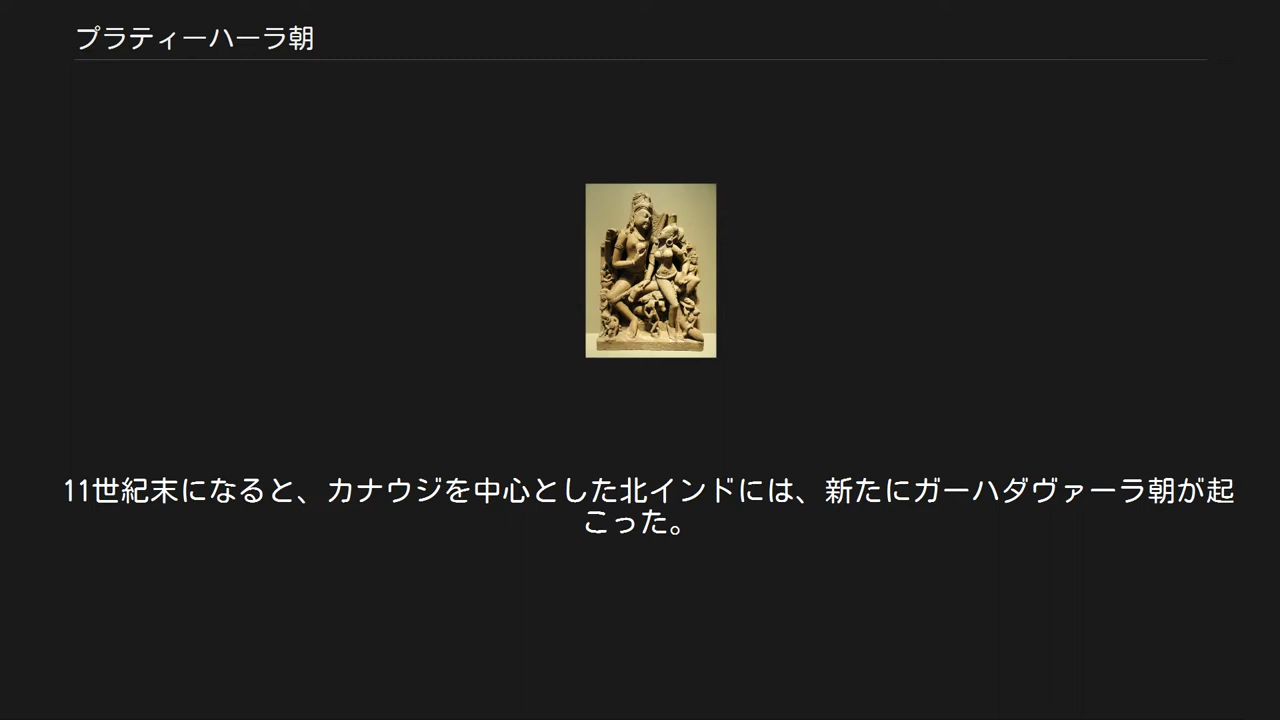 プラティーハーラ朝
11世紀末になると、カナウジを中心とした北インドには、新たにガーハダヴァーラ朝が起
こった。